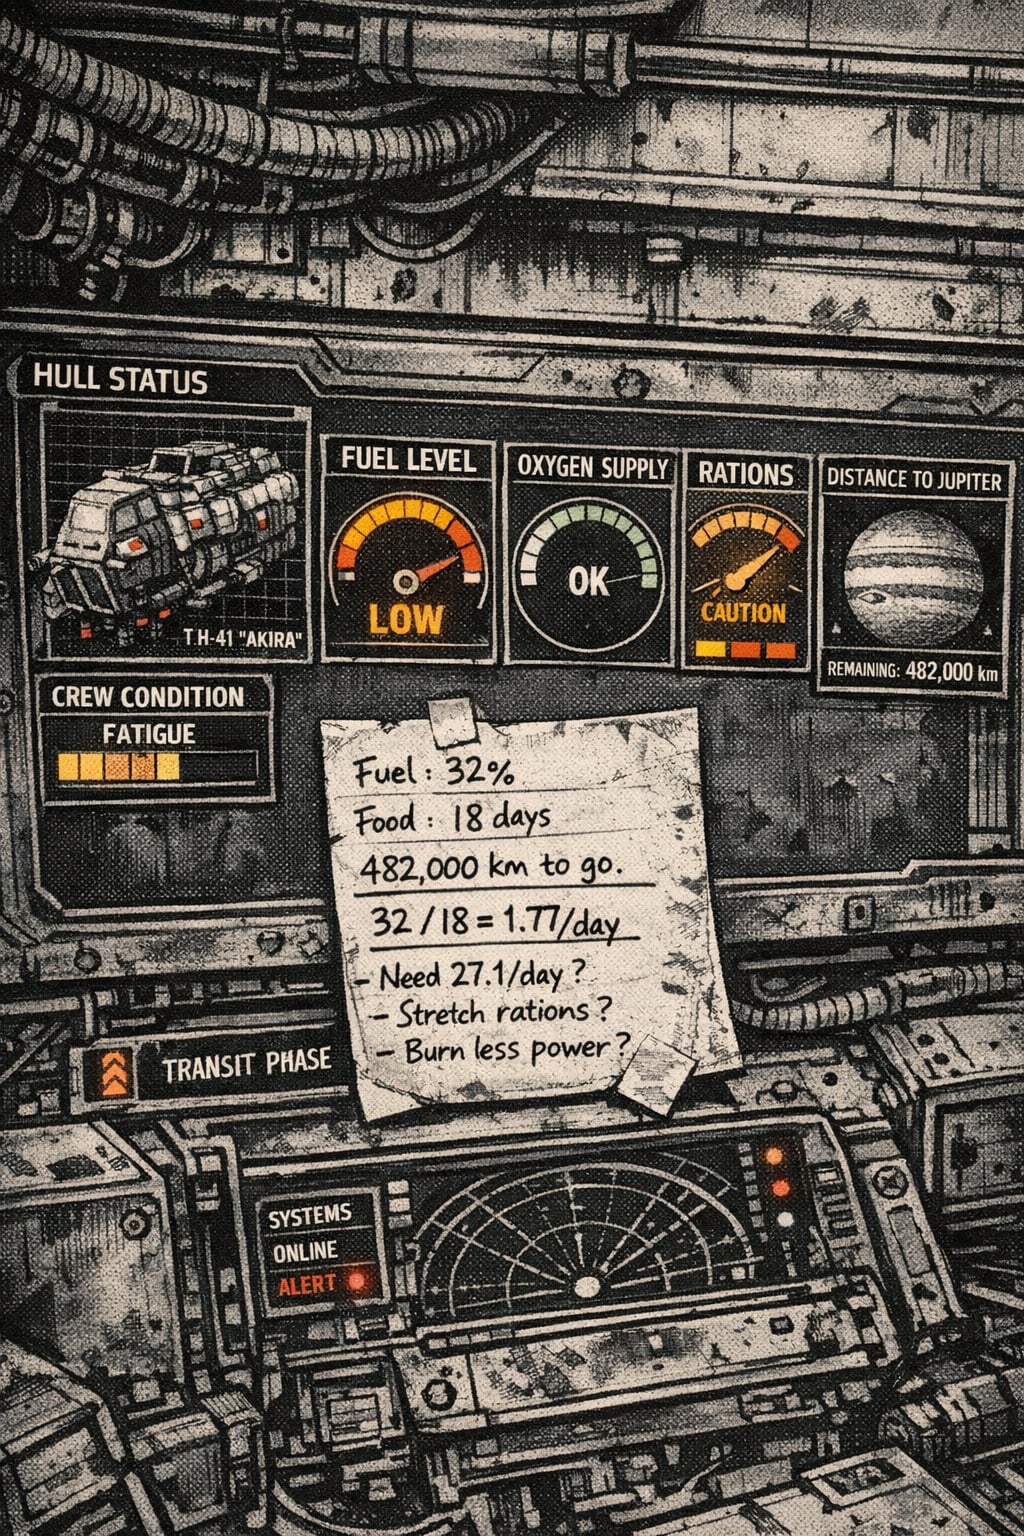 HULL STATUS
TH-41 "AKIRA"
FUEL LEVEL
LOW
OXYGEN SUPPLY
OK
RATIONS
CAUTION
DISTANCE TO JUPITER
REMAINING: 482,000 km
CREW CONDITION
FATIGUE
Fuel : 32%
Food : 18 days
482,000 km to go.
32 / 18 = 1.77/day
- Need 27.1/day ?
- Stretch rations ?
- Burn less power ?
TRANSIT PHASE
SYSTEMS
ONLINE
ALERT